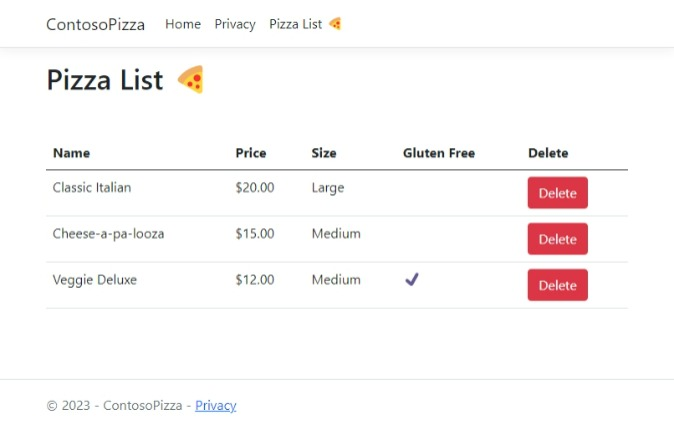 ContosoPizza Home Privacy Pizza List 🍕
Pizza List 🍕
Name Price Size Gluten Free Delete
Classic Italian $20.00 Large Delete
Cheese-a-pa-looza $15.00 Medium Delete
Veggie Deluxe $12.00 Medium ✔ Delete
© 2023 - ContosoPizza - Privacy